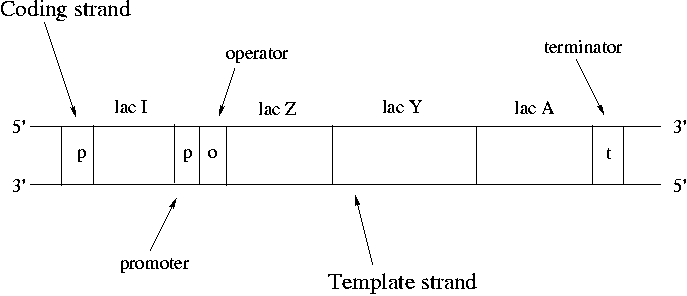 Coding strand
operator
terminator
lac I
lac Z
lac Y
lac A
5' 3'
p p o t
3' 5'
promoter
Template strand